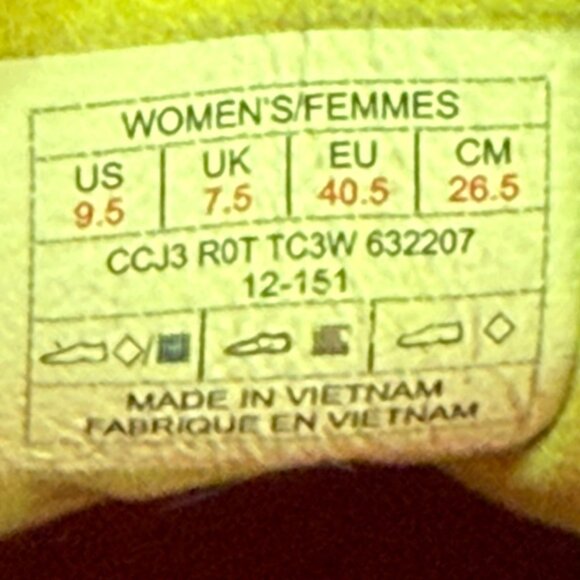 WOMEN'S/FEMMES
US UK EU CM
9.5 7.5 40.5 26.5
CCJ3 R0T TC3W 632207
12-151
MADE IN VIETNAM
FABRIQUE EN VIETNAM